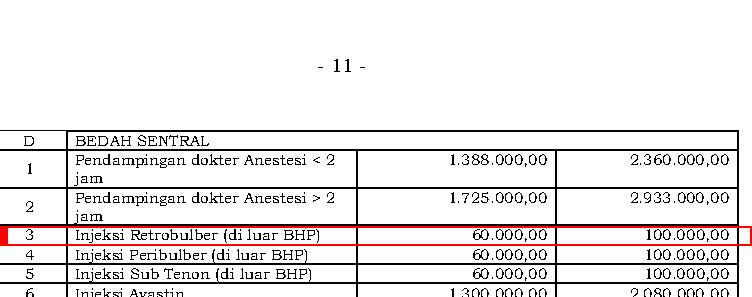 - 11 -
D BEDAH SENTRAL
1 Pendampingan dokter Anestesi < 2 jam 1.388.000,00 2.360.000,00
2 Pendampingan dokter Anestesi > 2 jam 1.725.000,00 2.933.000,00
3 Injeksi Retrobulber (di luar BHP) 60.000,00 100.000,00
4 Injeksi Peribulber (di luar BHP) 60.000,00 100.000,00
5 Injeksi Sub Tenon (di luar BHP) 60.000,00 100.000,00
6 Injeksi Avastin 1.300.000,00 2.080.000,00